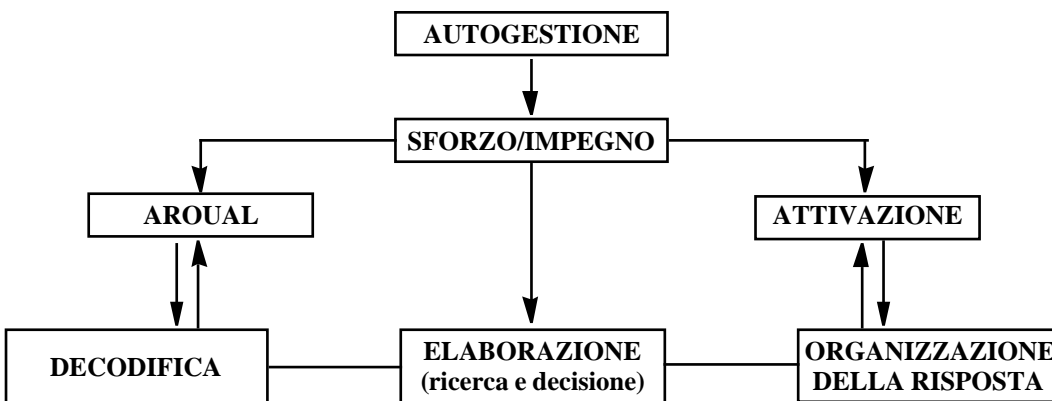 AUTOGESTIONE
SFORZO/IMPEGNO
AROUAL
ATTIVAZIONE
DECODIFICA
ELABORAZIONE
(ricerca e decisione)
ORGANIZZAZIONE
DELLA RISPOSTA